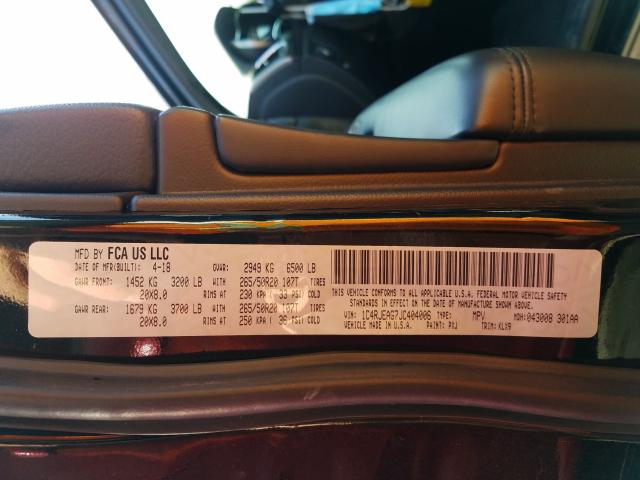 MFD BY FCA US LLC
DATE OF MFR(BUILT): 4-18 GVWR: 2949 KG 6500 LB
GAWR FRONT: 1452 KG 3200 LB WITH 265/50R20 107T TIRES
20X8.0 RIMS AT 230 KPA ( 33 PSI) COLD
GAWR REAR: 1679 KG 3700 LB WITH 265/50R20 107T TIRES
20X8.0 RIMS AT 250 KPA ( 36 PSI) COLD
THIS VEHICLE CONFORMS TO ALL APPLICABLE U.S.A. FEDERAL MOTOR VEHICLE SAFETY
STANDARDS IN EFFECT ON THE DATE OF MANUFACTURE SHOWN ABOVE.
VIN: 1C4RJEAG7JC404006 TYPE: MPV MDH: 043008 301AA
VEHICLE MADE IN U.S.A. PAINT: PXJ TRIM: KLX9